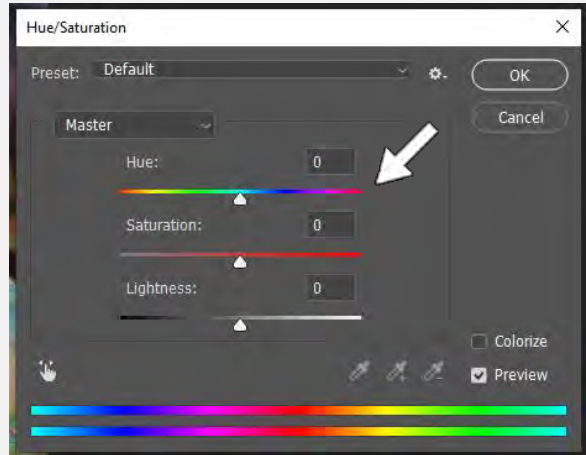 Hue/Saturation
Preset: Default
OK
Cancel
Master
Hue: 0
Saturation: 0
Lightness: 0
Colorize
Preview